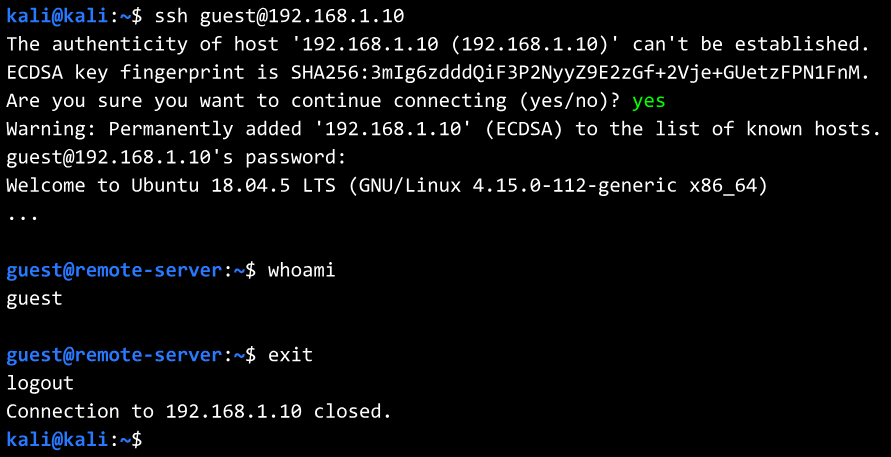 kali@kali:~$ ssh guest@192.168.1.10
The authenticity of host '192.168.1.10 (192.168.1.10)' can't be established.
ECDSA key fingerprint is SHA256:3mIg6zdddQiF3P2NyyZ9E2zGf+2Vje+GUetzFPN1FnM.
Are you sure you want to continue connecting (yes/no)? yes
Warning: Permanently added '192.168.1.10' (ECDSA) to the list of known hosts.
guest@192.168.1.10's password:
Welcome to Ubuntu 18.04.5 LTS (GNU/Linux 4.15.0-112-generic x86_64)
...
guest@remote-server:~$ whoami
guest
guest@remote-server:~$ exit
logout
Connection to 192.168.1.10 closed.
kali@kali:~$